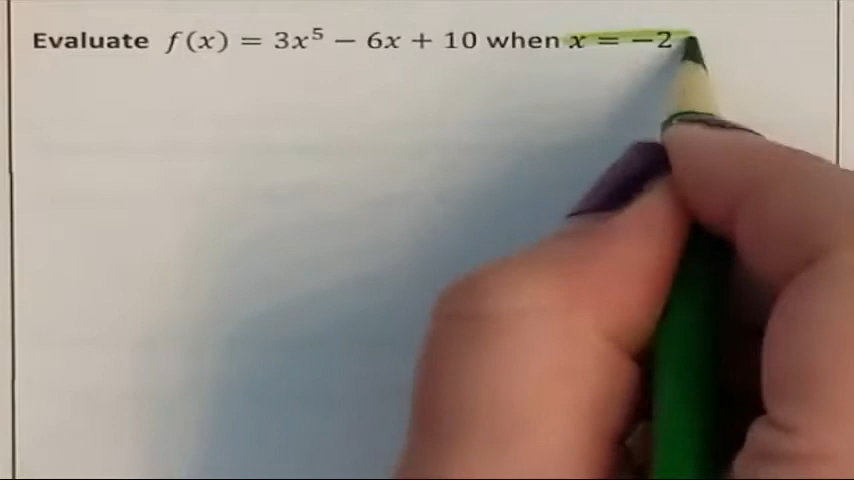 Evaluate f(x) = 3x⁵ − 6x + 10 when x = −2